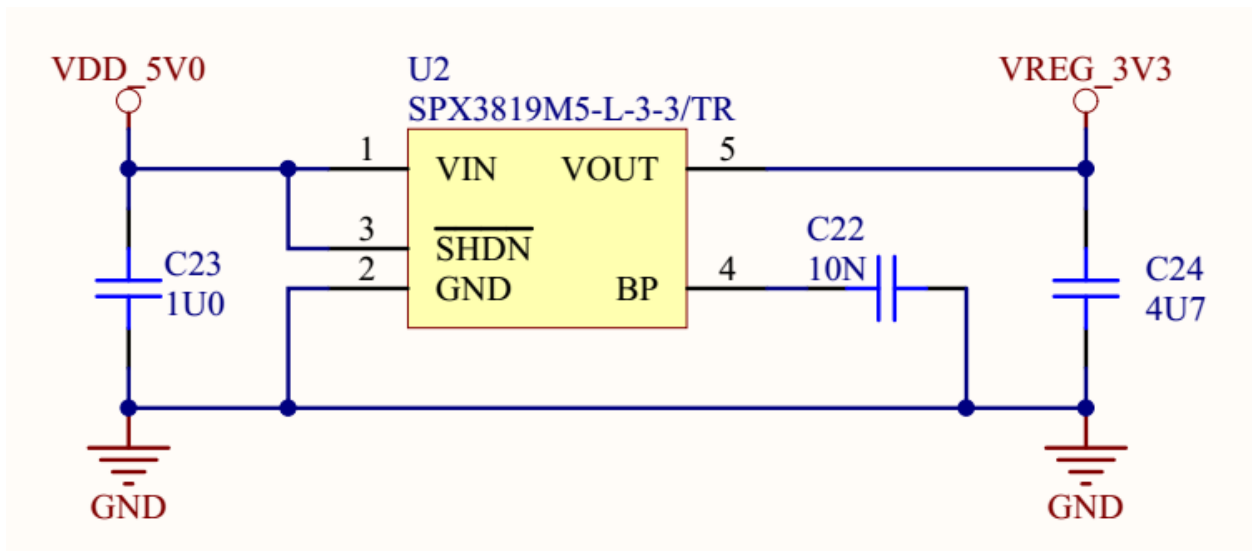 VDD_5V0
U2
SPX3819M5-L-3-3/TR
VREG_3V3
1
VIN
VOUT
5
3
SHDN
2
GND
BP
4
C23
1U0
C22
10N
C24
4U7
GND
GND